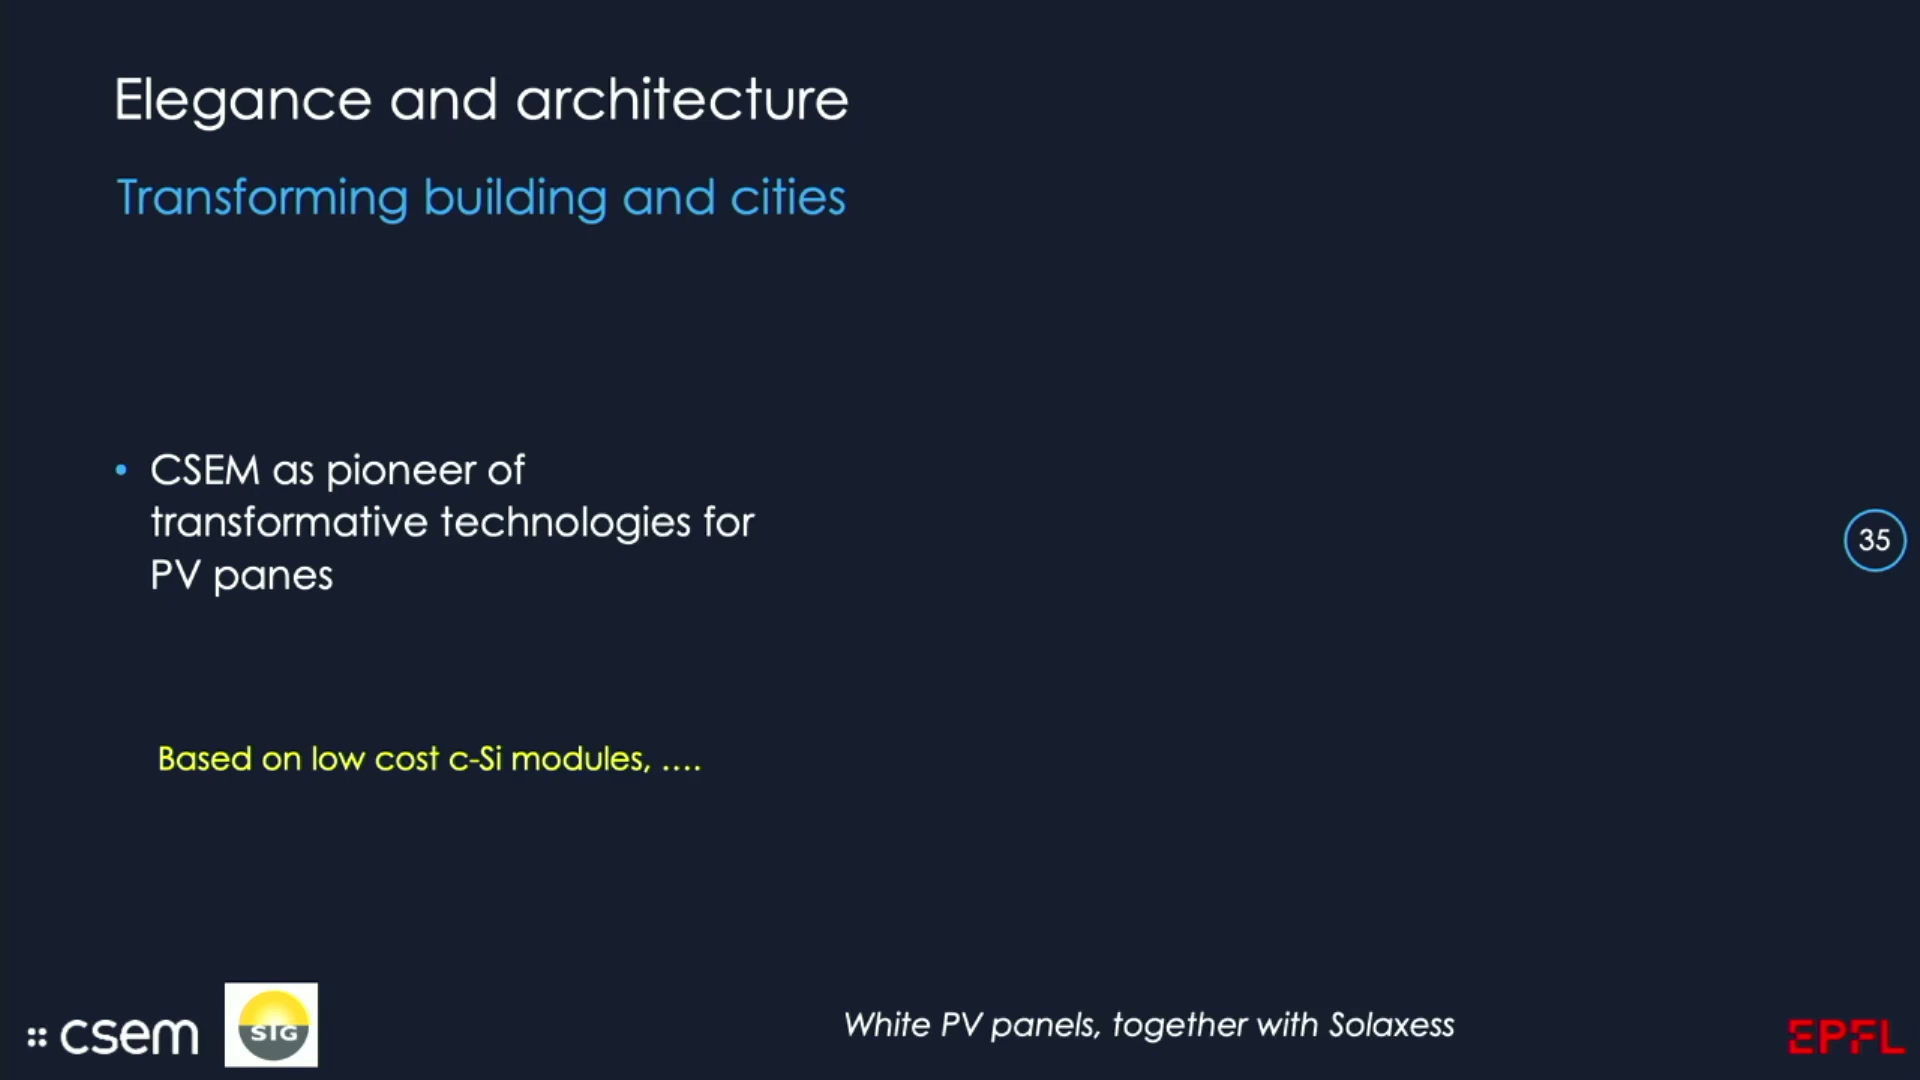 Elegance and architecture
Transforming building and cities
• CSEM as pioneer of
transformative technologies for
PV panes
35
Based on low cost c-Si modules, ....
csem
SIG
White PV panels, together with Solaxess
EPFL